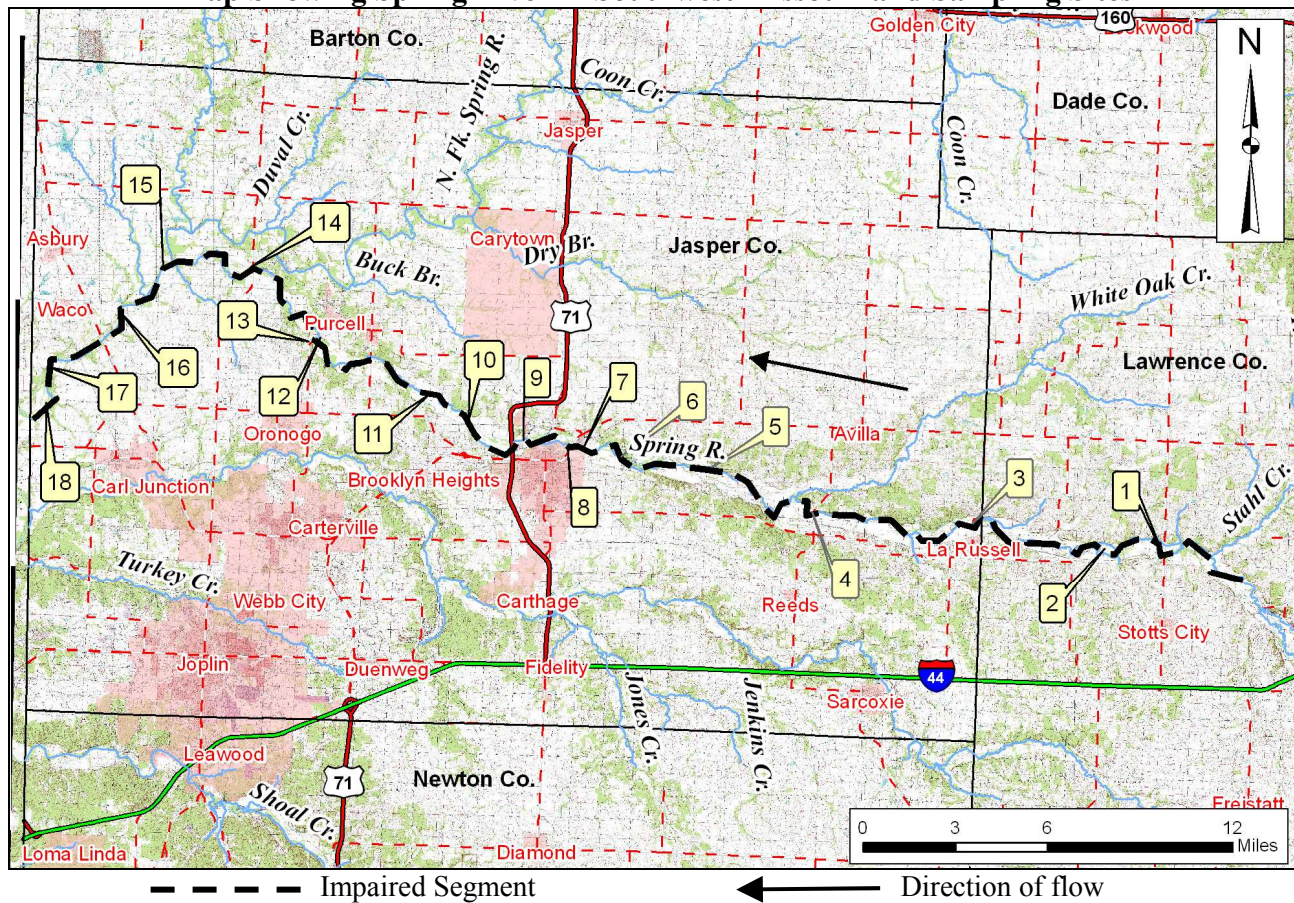 Barton Co.
Golden City
160
N
Coon Cr.
Dade Co.
N. Fk. Spring R.
Jasper
Duval Cr.
Coon Cr.
15
14
Asbury
Carytown
Dry Br.
Jasper Co.
Buck Br.
White Oak Cr.
Waco
71
13
Purcell
Lawrence Co.
16
10
9
7
6
17
12
11
5
Spring R.
Avilla
Oronogo
Stahl Cr.
18
Carl Junction
Brooklyn Heights
8
3
1
Carterville
La Russell
Turkey Cr.
4
2
Webb City
Carthage
Reeds
Stotts City
Joplin
Duenweg
Fidelity
44
Jones Cr.
Jenkins Cr.
Sarcoxie
Leawood
71
Newton Co.
Shoal Cr.
Freistatt
0 3 6 12
Miles
Loma Linda
Diamond
Impaired Segment
Direction of flow